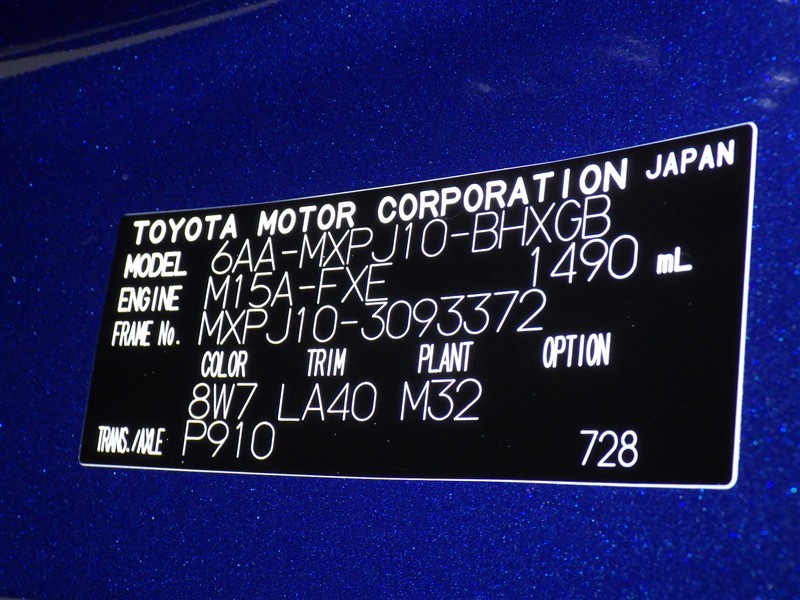 TOYOTA MOTOR CORPORATION JAPAN
MODEL 6AA-MXPJ10-BHXGB
ENGINE M15A-FXE 1490 mL
FRAME No. MXPJ10-3093372
COLOR TRIM PLANT OPTION
8W7 LA40 M32
TRANS./AXLE P910 728